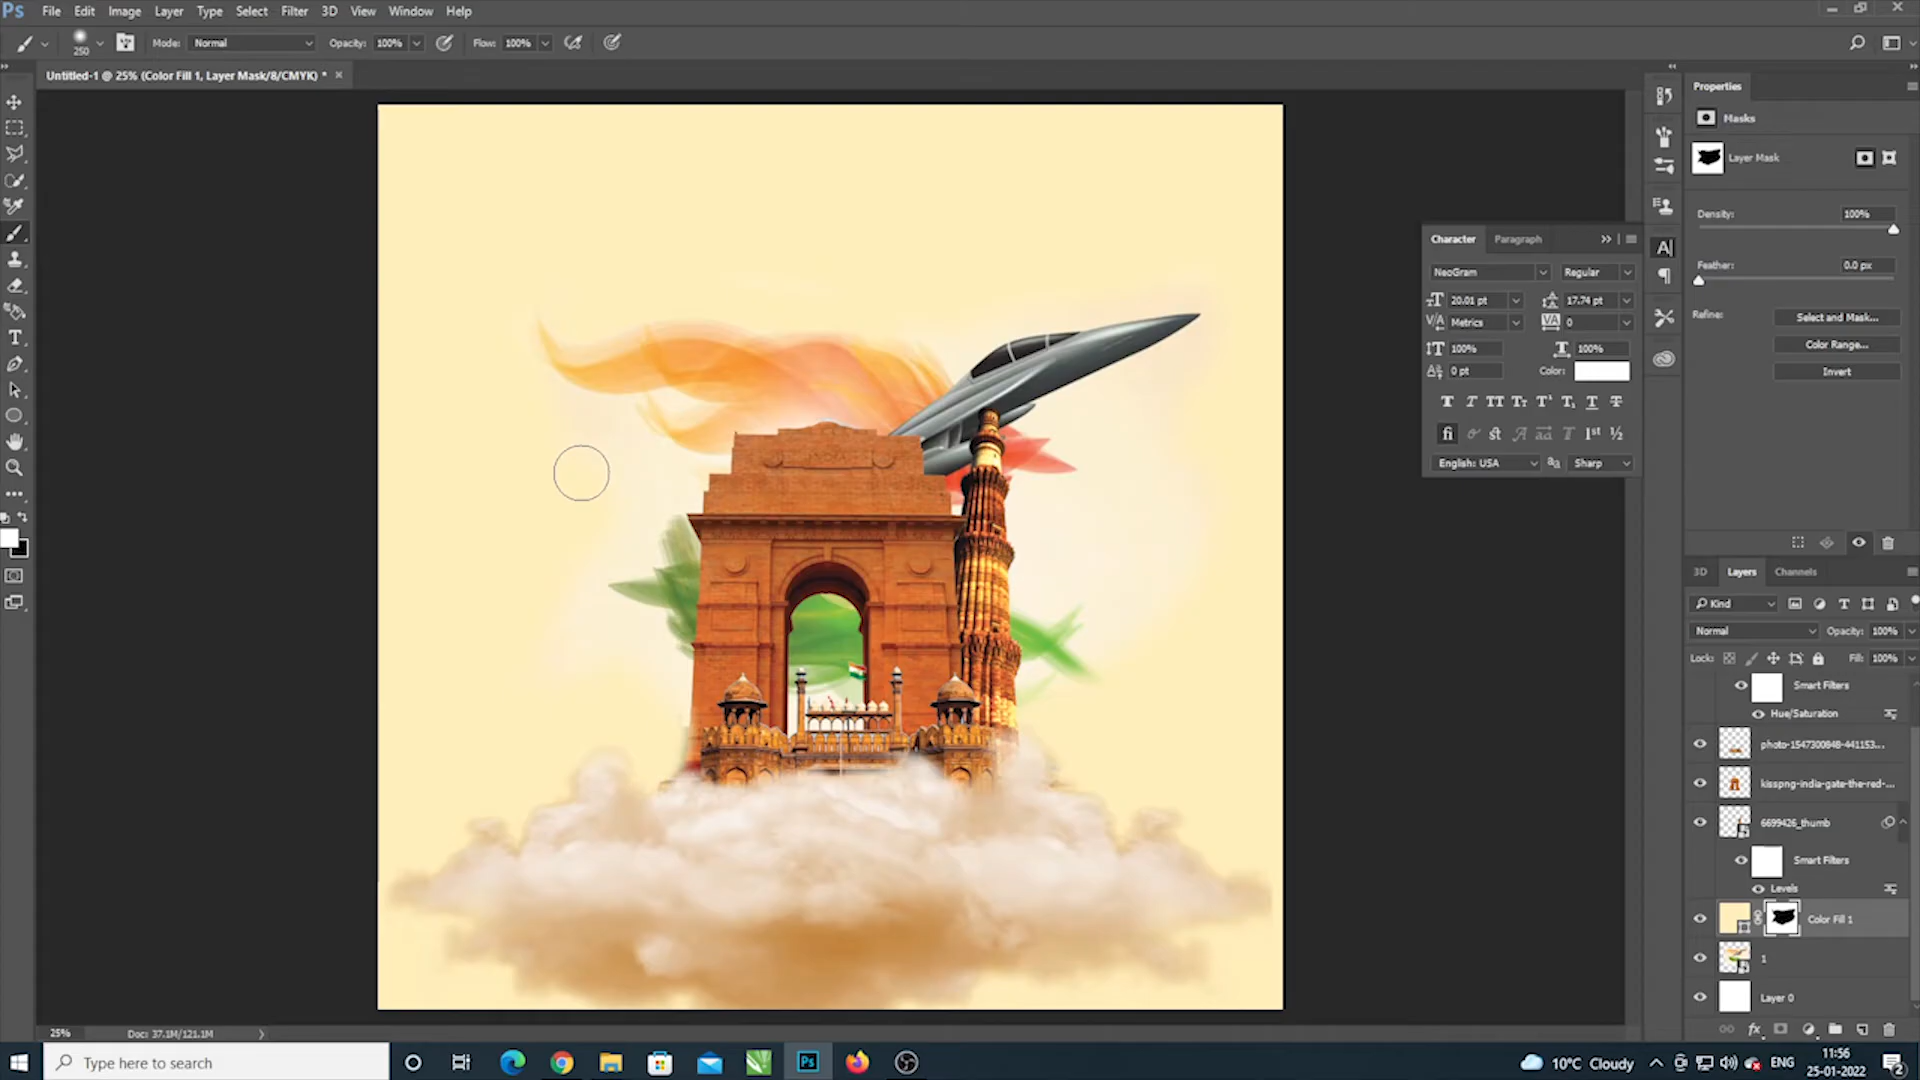 Ps File Edit Image Layer Type Select Filter 3D View Window Help
250 Mode: Normal Opacity: 100% Flow: 100%
Untitled-1 @ 25% (Color Fill 1, Layer Mask/8/CMYK) *
Properties
Masks
Layer Mask
Density: 100%
Feather: 0.0 px
Refine: Select and Mask...
Color Range...
Invert
Character Paragraph
NeoGram Regular
20.01 pt 17.74 pt
Metrics 0
100% 100%
0 pt Color:
English: USA aa Sharp
INDIA
3D Layers Channels
Kind
Normal Opacity: 100%
Lock: Fill: 100%
Smart Filters
Hue/Saturation
photo-1547300848-441153...
kisspng-india-gate-the-red-...
6699426_thumb
Smart Filters
Levels
Color Fill 1
1
Layer 0
25% Doc: 37.1M/121.1M
Type here to search
Ps
10°C Cloudy
ENG
11:56
25-01-2022
2